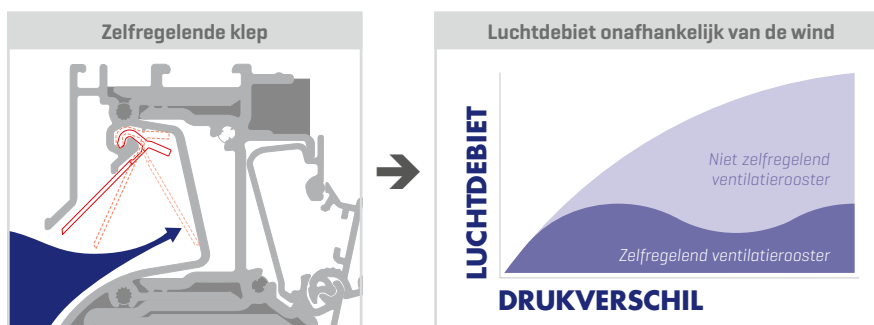 Zelfregelende klep
Luchtdebiet onafhankelijk van de wind
LUCHTDEBIET
Niet zelfregelend
ventilatierooster
Zelfregelend ventilatierooster
DRUKVERSCHIL